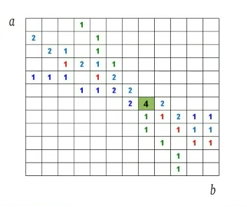 a
1
2 1
2 1 1
1 2 1 1
1 1 1 1 2
1 1 2 2
2 4 2
1 1 2 1 1
1 1 1 1
1 1 1
1
1
b